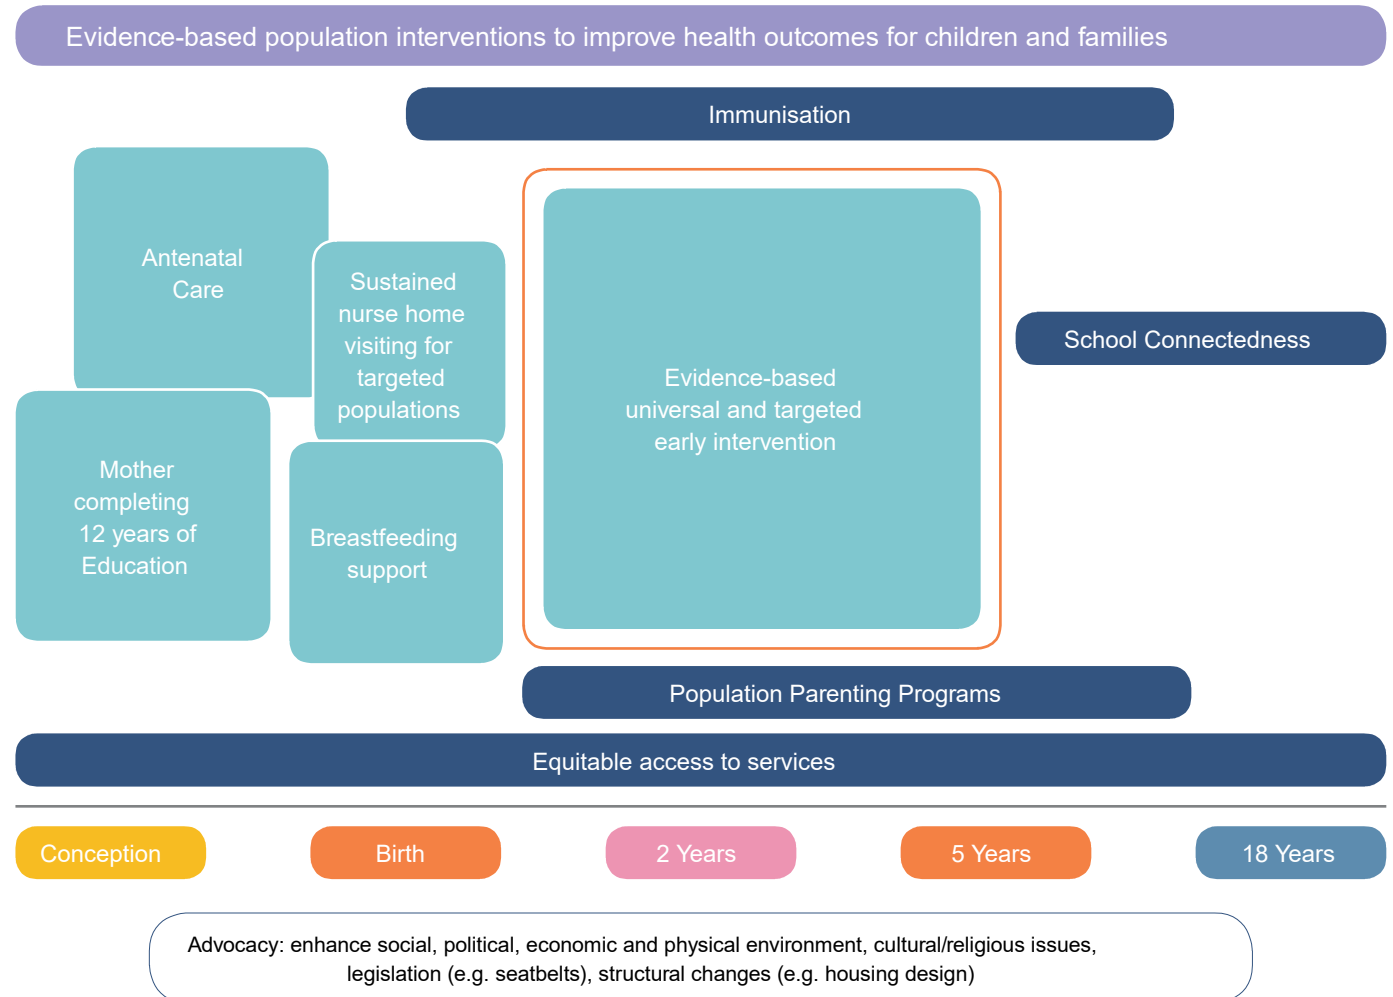 Evidence-based population interventions to improve health outcomes for children and families
Immunisation
Antenatal
Care
Sustained
nurse home
visiting for
targeted
populations
Evidence-based
universal and targeted
early intervention
School Connectedness
Mother
completing
12 years of
Education
Breastfeeding
support
Population Parenting Programs
Equitable access to services
Conception
Birth
2 Years
5 Years
18 Years
Advocacy: enhance social, political, economic and physical environment, cultural/religious issues,
legislation (e.g. seatbelts), structural changes (e.g. housing design)